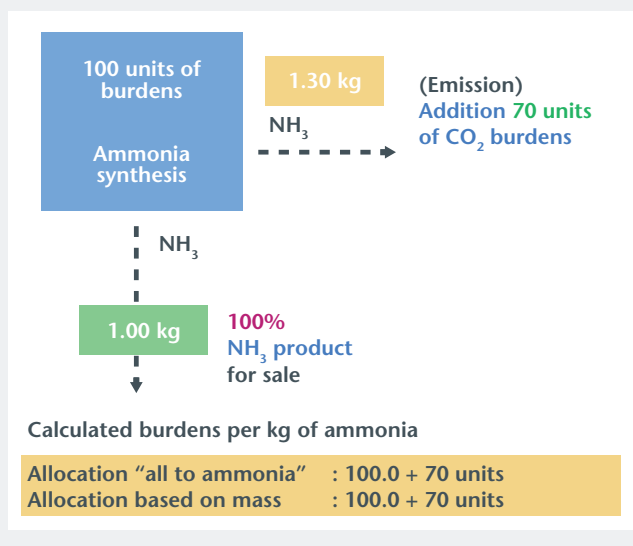 100 units of
burdens
Ammonia
synthesis
1.30 kg
NH₃
(Emission)
Addition 70 units
of CO₂ burdens
NH₃
1.00 kg
100%
NH₃ product
for sale
Calculated burdens per kg of ammonia
Allocation “all to ammonia” : 100.0 + 70 units
Allocation based on mass : 100.0 + 70 units